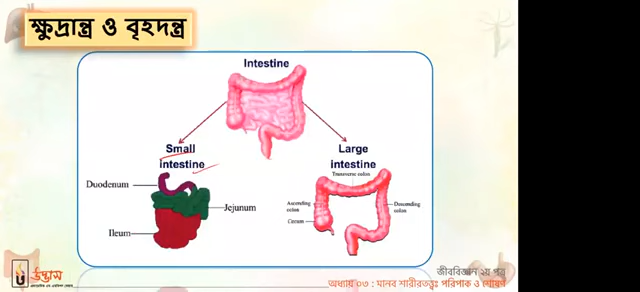 ক্ষুদ্রান্ত্র ও বৃহদন্ত্র
Intestine
Small
intestine
Large
intestine
Transverse colon
Duodenum
Jejunum
Ileum
Ascending
colon
Descending
colon
Cecum
উদ্ভাস
জীববিজ্ঞান ২য় পত্র
অধ্যায় ০৩ : মানব শারীরতত্ত্বঃ পরিপাক ও শোষণ